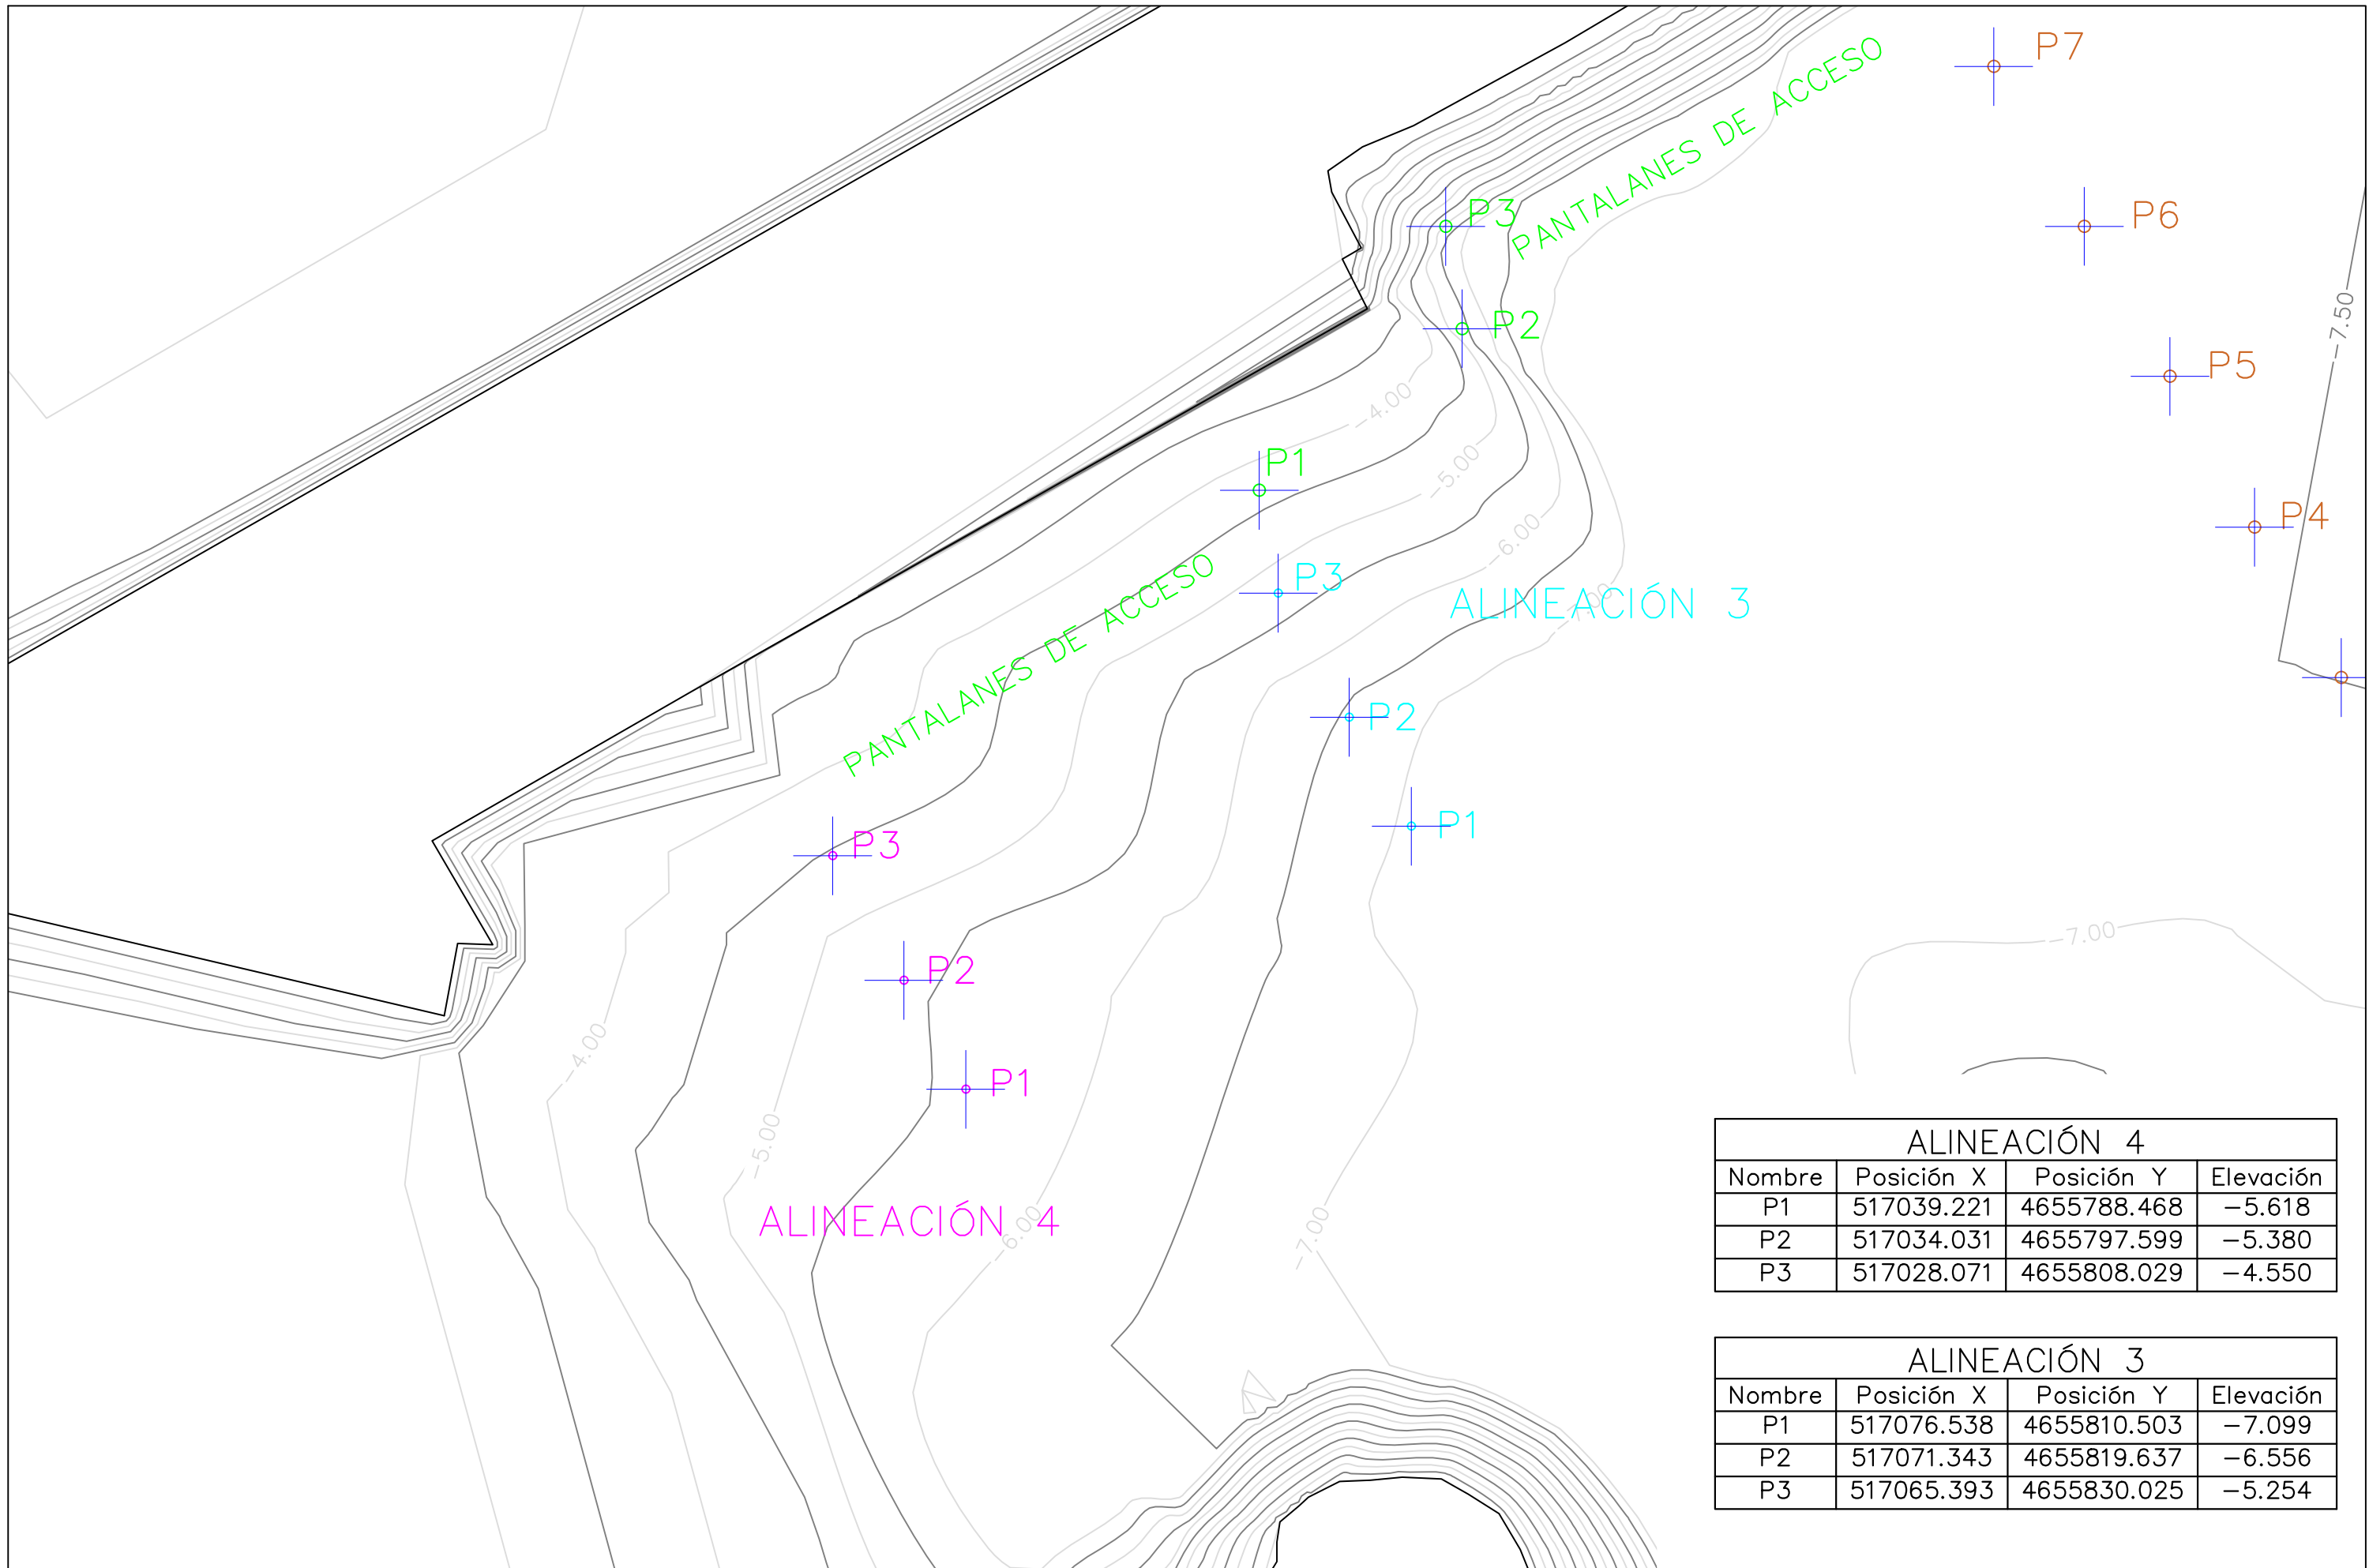 P7
PANTALANES DE ACCESO
P3
P6
P2
-7.50
P5
-4.00
P1
-5.00
P4
-6.00
PANTALANES DE ACCESO
P3
ALINEACIÓN 3
-7.00
P2
P1
P3
-7.00
P2
-4.00
P1
-5.00
ALINEACIÓN 4
-6.00
-7.00
ALINEACIÓN 4
Nombre Posición X Posición Y Elevación
P1 517039.221 4655788.468 -5.618
P2 517034.031 4655797.599 -5.380
P3 517028.071 4655808.029 -4.550
ALINEACIÓN 3
Nombre Posición X Posición Y Elevación
P1 517076.538 4655810.503 -7.099
P2 517071.343 4655819.637 -6.556
P3 517065.393 4655830.025 -5.254